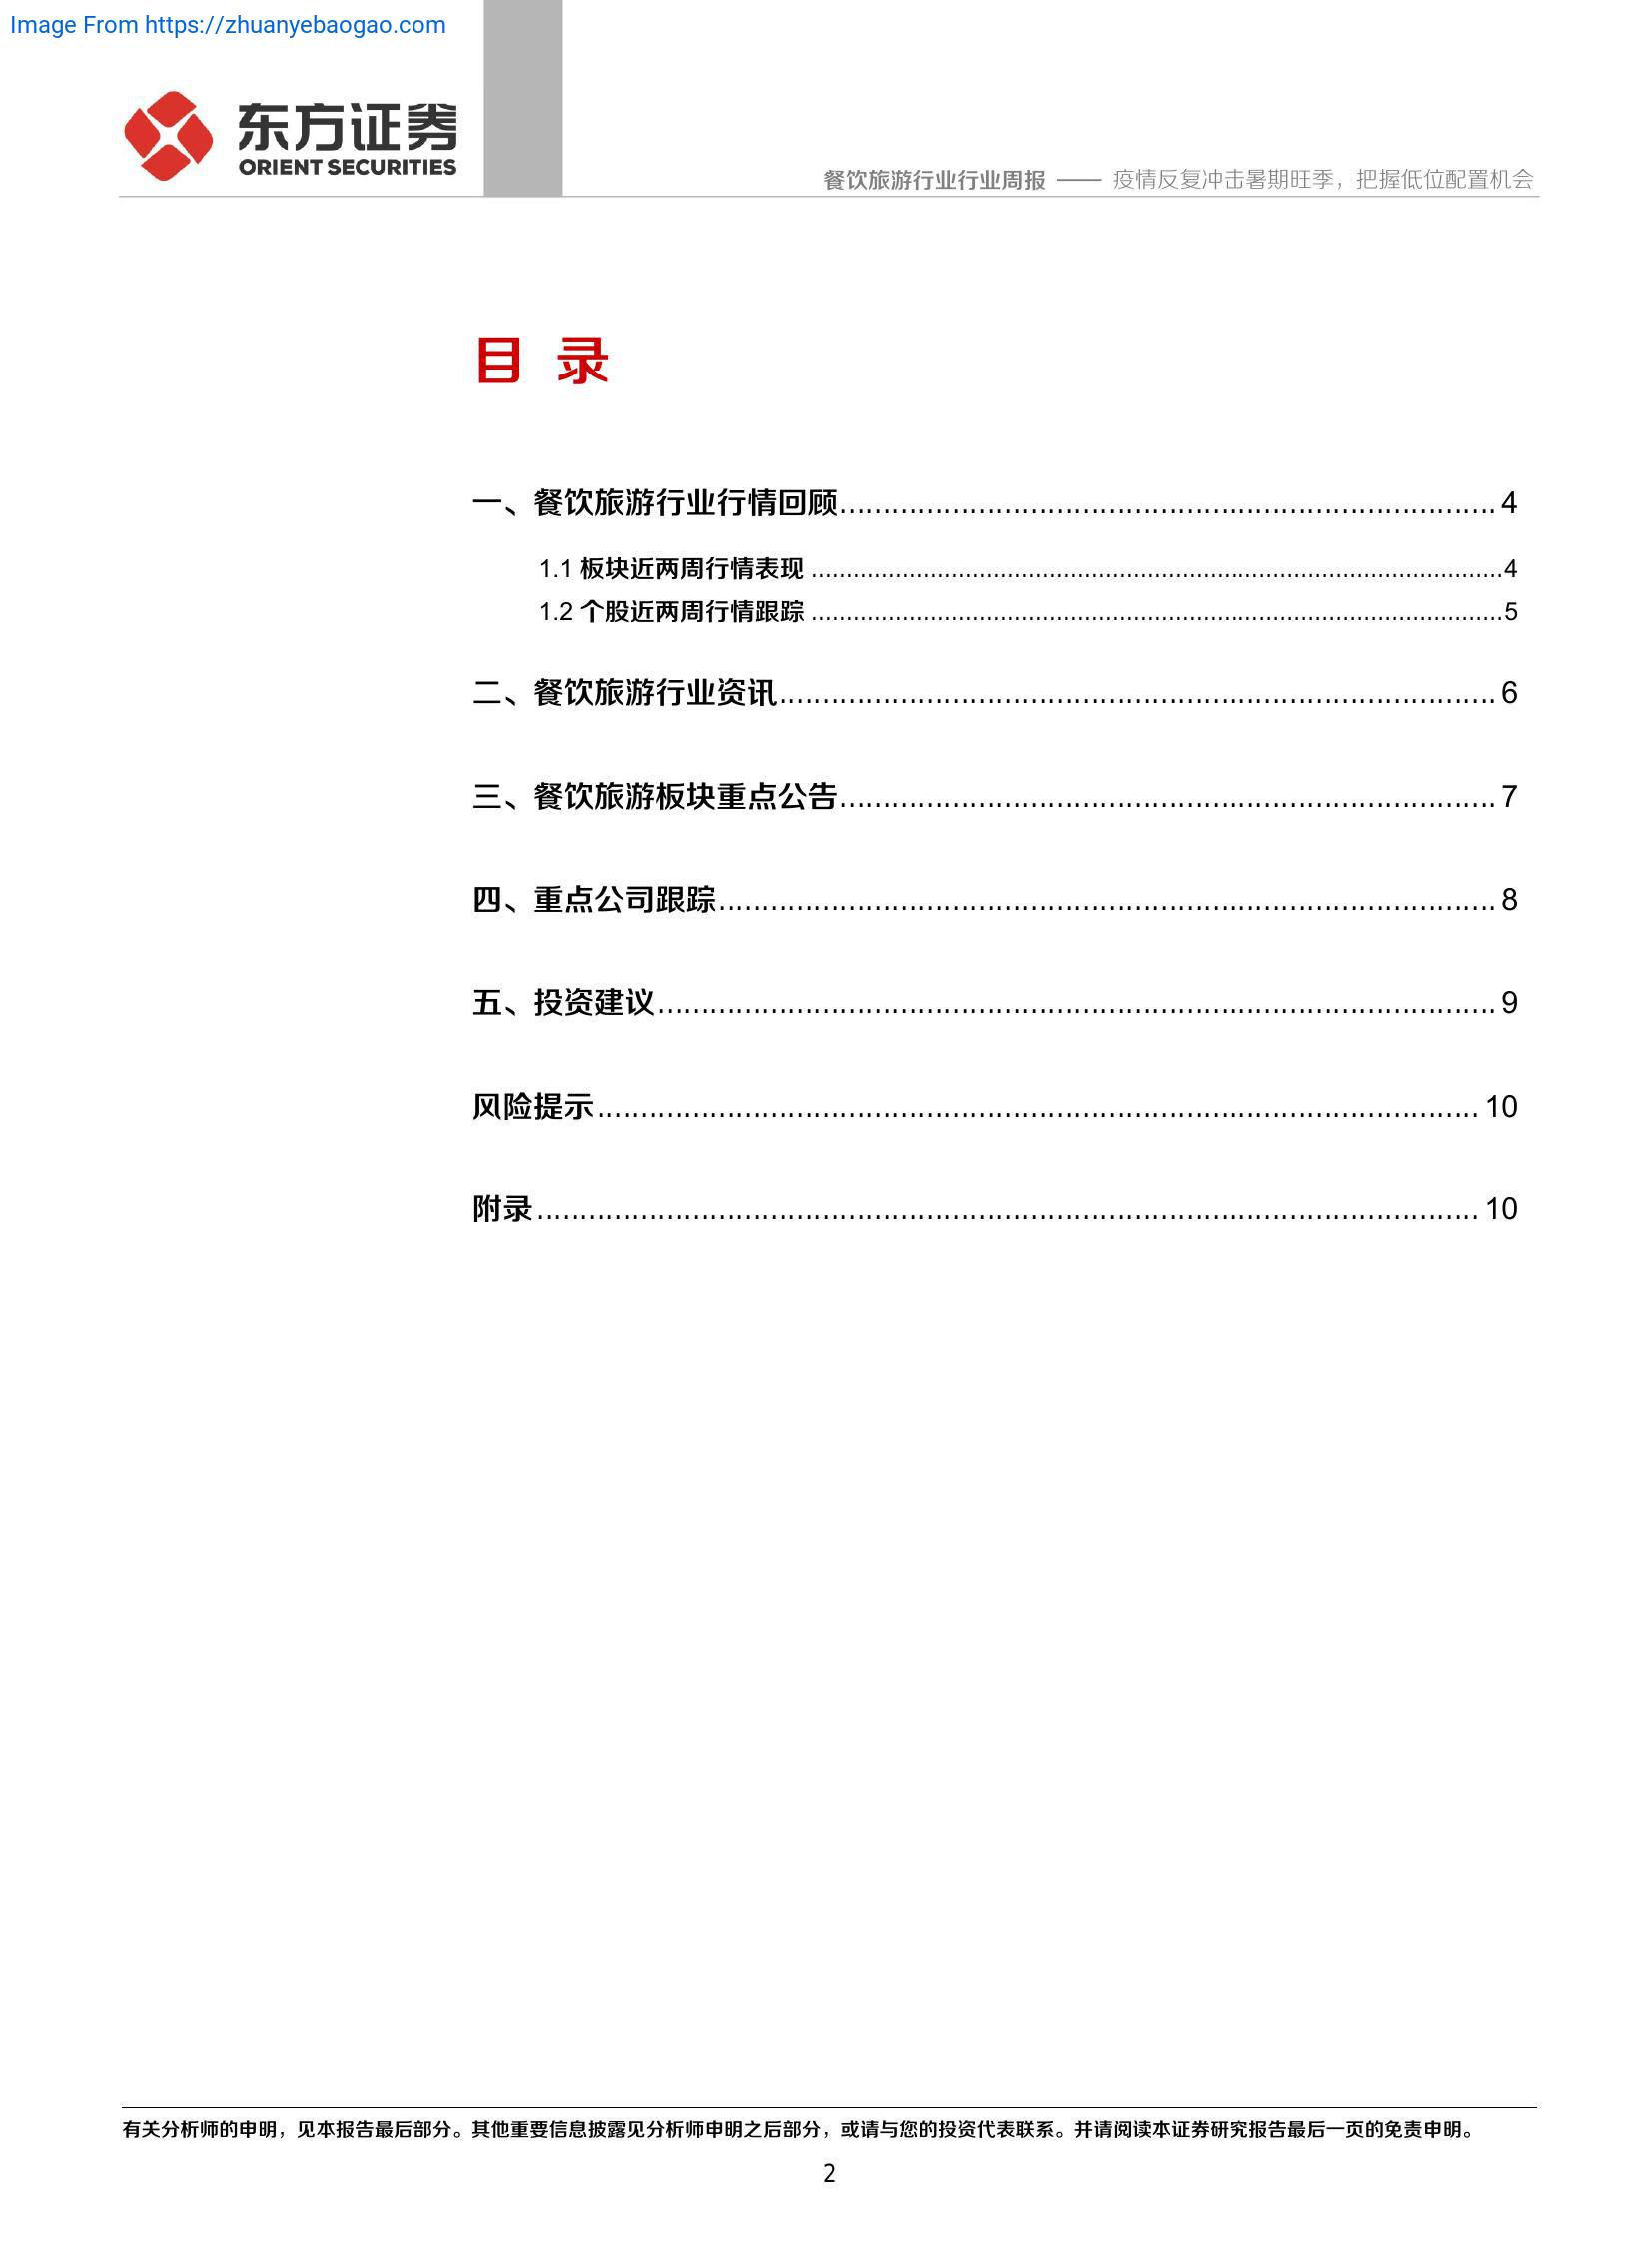 Image From https://zhuanyebaogao.com
东方证券
ORIENT SECURITIES
餐饮旅游行业行业周报 —— 疫情反复冲击暑期旺季，把握低位配置机会
目 录
一、餐饮旅游行业行情回顾........................................................................... 4
1.1 板块近两周行情表现 ...................................................................................................4
1.2 个股近两周行情跟踪 ...................................................................................................5
二、餐饮旅游行业资讯.................................................................................. 6
三、餐饮旅游板块重点公告........................................................................... 7
四、重点公司跟踪......................................................................................... 8
五、投资建议................................................................................................ 9
风险提示..................................................................................................... 10
附录............................................................................................................ 10
有关分析师的申明，见本报告最后部分。其他重要信息披露见分析师申明之后部分，或请与您的投资代表联系。并请阅读本证券研究报告最后一页的免责申明。
2